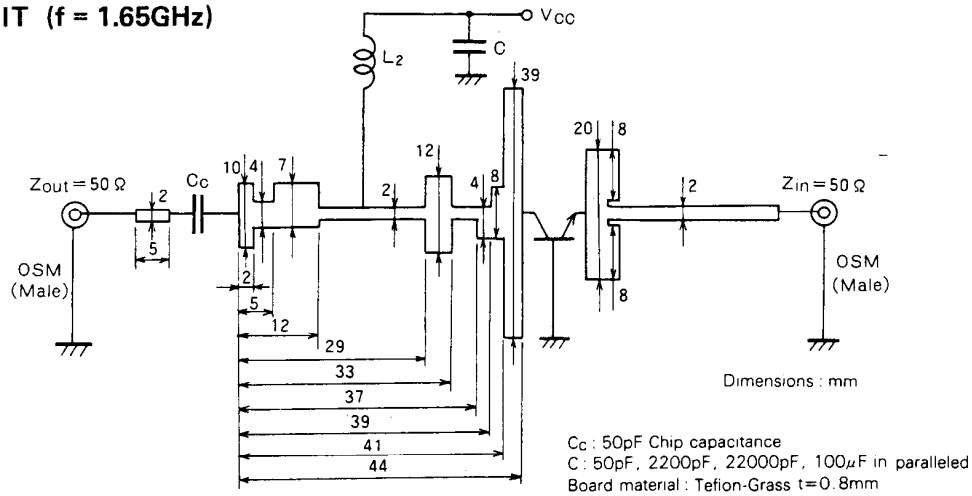 IT (f = 1.65GHz)
VCC
L2
C
39
10
4
7
12
20
8
Zout=50 Ω
2
CC
2
4
8
2
Zin=50 Ω
5
OSM
(Male)
2
5
12
29
33
37
39
41
44
8
OSM
(Male)
Dimensions : mm
CC : 50pF Chip capacitance
C : 50pF, 2200pF, 22000pF, 100μF in paralleled
Board material : Teflon-Grass t=0.8mm